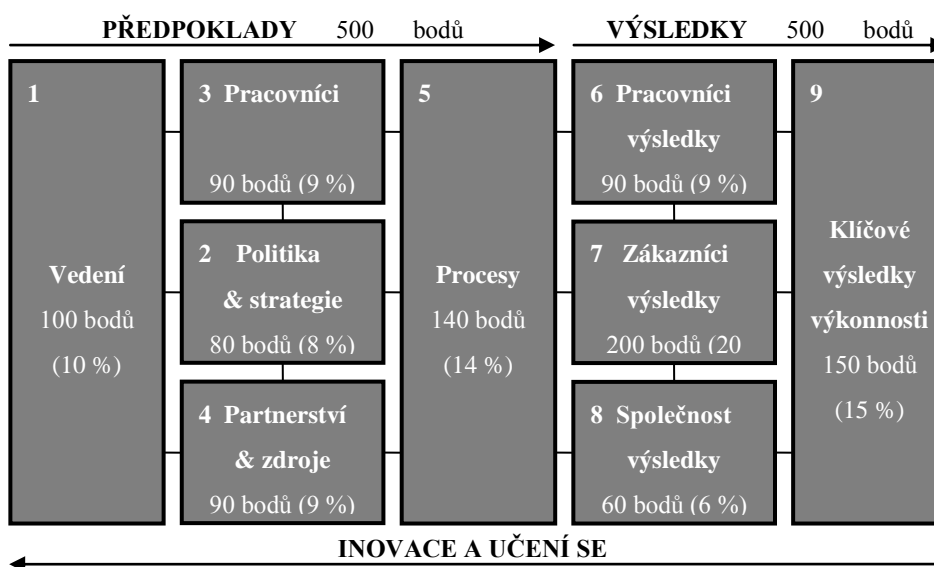 PŘEDPOKLADY 500 bodů
VÝSLEDKY 500 bodů
1
Vedení
100 bodů
(10 %)
3 Pracovníci
90 bodů (9 %)
2 Politika
& strategie
80 bodů (8 %)
4 Partnerství
& zdroje
90 bodů (9 %)
5
Procesy
140 bodů
(14 %)
6 Pracovníci
výsledky
90 bodů (9 %)
7 Zákazníci
výsledky
200 bodů (20
8 Společnost
výsledky
60 bodů (6 %)
9
Klíčové
výsledky
výkonnosti
150 bodů
(15 %)
INOVACE A UČENÍ SE